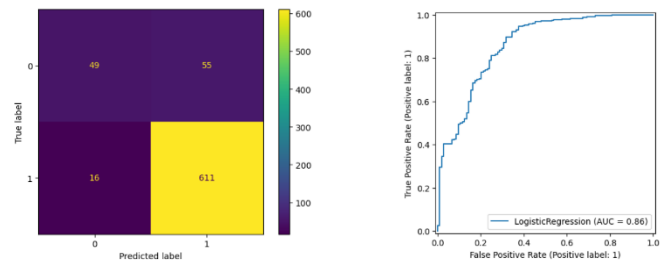 0
1
True label
49 55
16 611
0 1
Predicted label
600
500
400
300
200
100
1.0
0.8
0.6
0.4
0.2
0.0
True Positive Rate (Positive label: 1)
LogisticRegression (AUC = 0.86)
0.0 0.2 0.4 0.6 0.8 1.0
False Positive Rate (Positive label: 1)